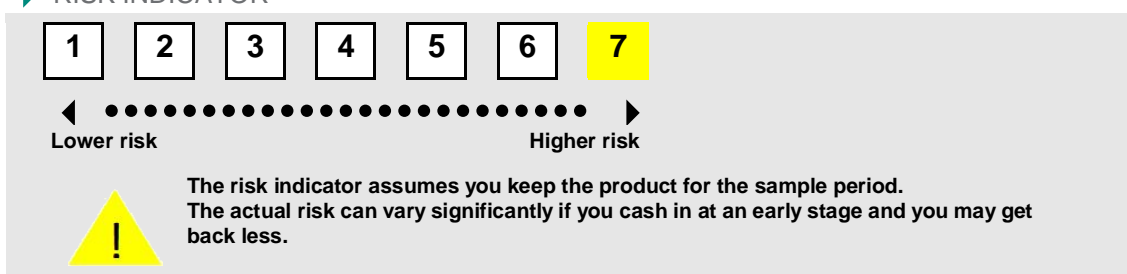 RISK INDICATOR
1 2 3 4 5 6 7
Lower risk Higher risk
!
The risk indicator assumes you keep the product for the sample period.
The actual risk can vary significantly if you cash in at an early stage and you may get
back less.